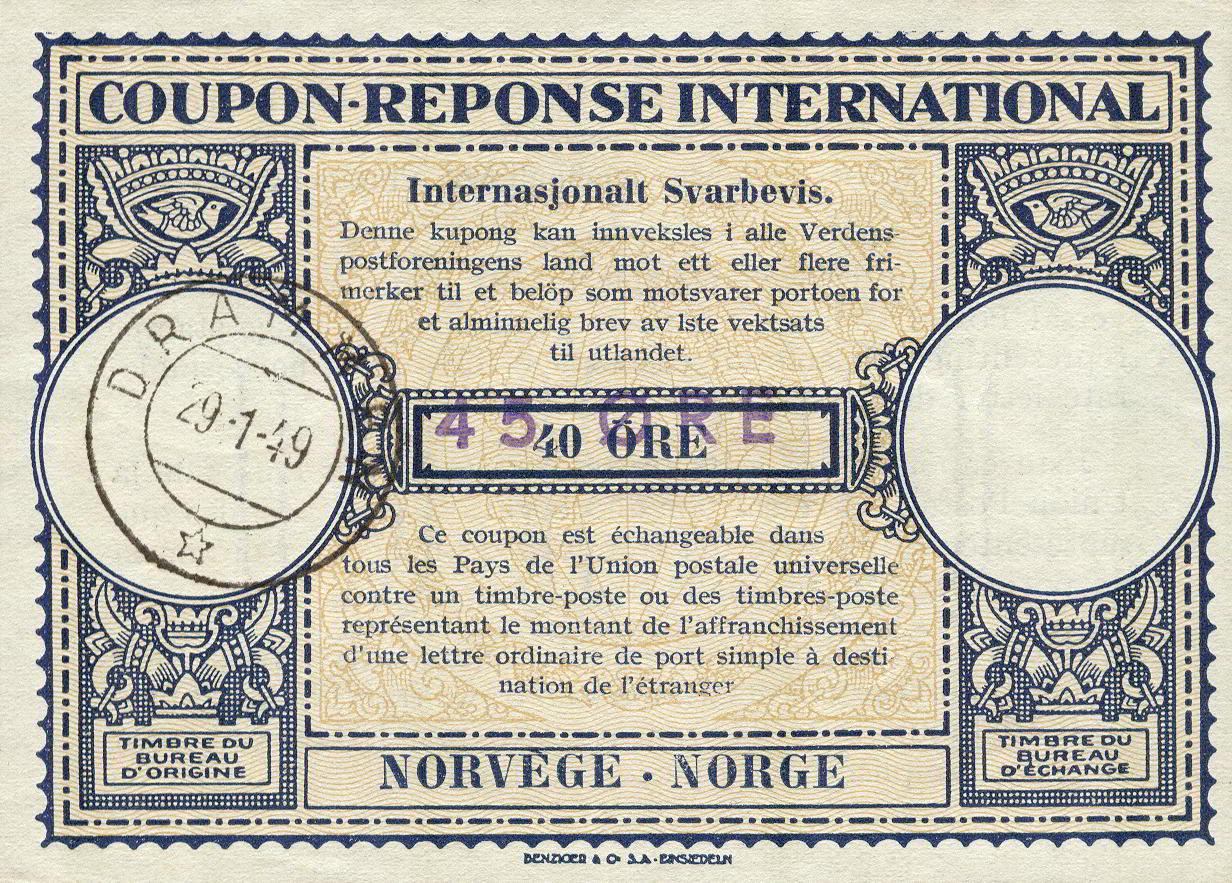 COUPON-REPONSE INTERNATIONAL
Internasjonalt Svarbevis.
Denne kupong kan innveksles i alle Verdens-
postforeningens land mot ett eller flere fri-
merker til et belöp som motsvarer portoen for
et alminnelig brev av 1ste vektsats
til utlandet.
45 ØRE
40 ÖRE
29-1-49
Ce coupon est échangeable dans
tous les Pays de l'Union postale universelle
contre un timbre-poste ou des timbres-poste
représentant le montant de l'affranchissement
d'une lettre ordinaire de port simple à desti
nation de l'étranger
TIMBRE DU
BUREAU
D'ORIGINE
NORVÈGE · NORGE
TIMBRE DU
BUREAU
D'ÉCHANGE
BENZIGER & Co S.A. · EINSIEDELN